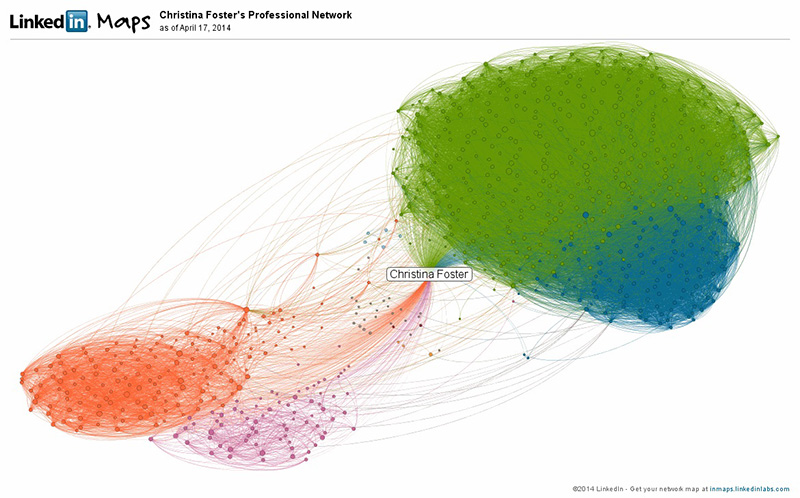 Linked in. Maps
Christina Foster's Professional Network
as of April 17, 2014
Christina Foster
©2014 LinkedIn - Get your network map at inmaps.linkedinlabs.com